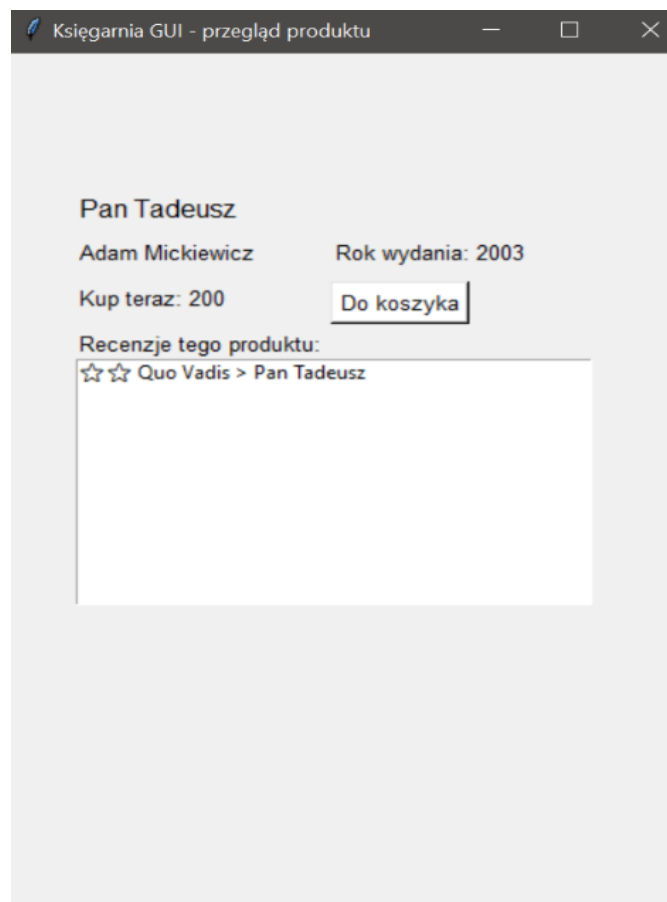 Księgarnia GUI - przegląd produktu
Pan Tadeusz
Adam Mickiewicz Rok wydania: 2003
Kup teraz: 200 Do koszyka
Recenzje tego produktu:
☆☆ Quo Vadis > Pan Tadeusz